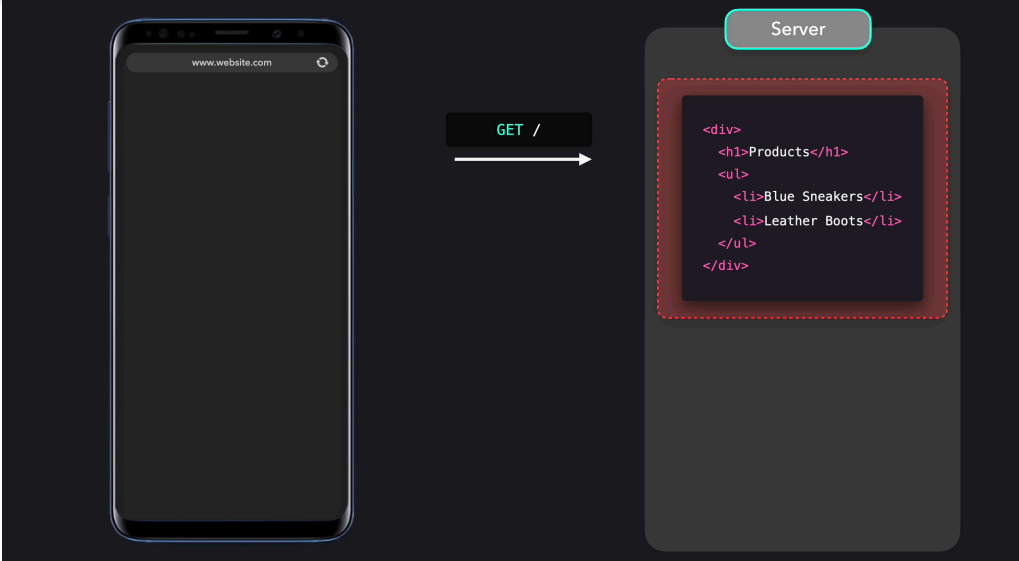 www.website.com
GET /
Server
<div>
<h1>Products</h1>
<ul>
<li>Blue Sneakers</li>
<li>Leather Boots</li>
</ul>
</div>